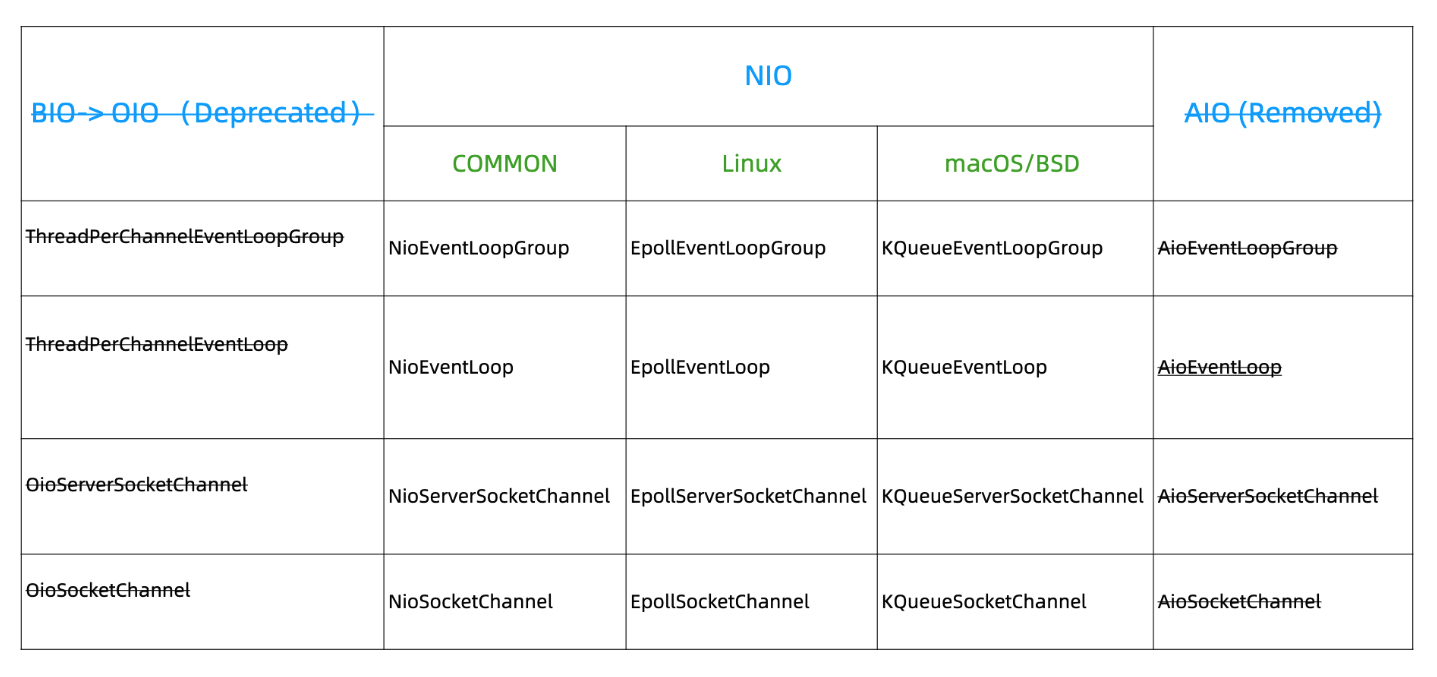 BIO-> OIO （Deprecated）
NIO
AIO (Removed)
COMMON
Linux
macOS/BSD
ThreadPerChannelEventLoopGroup
NioEventLoopGroup
EpollEventLoopGroup
KQueueEventLoopGroup
AioEventLoopGroup
ThreadPerChannelEventLoop
NioEventLoop
EpollEventLoop
KQueueEventLoop
AioEventLoop
OioServerSocketChannel
NioServerSocketChannel
EpollServerSocketChannel
KQueueServerSocketChannel
AioServerSocketChannel
OioSocketChannel
NioSocketChannel
EpollSocketChannel
KQueueSocketChannel
AioSocketChannel